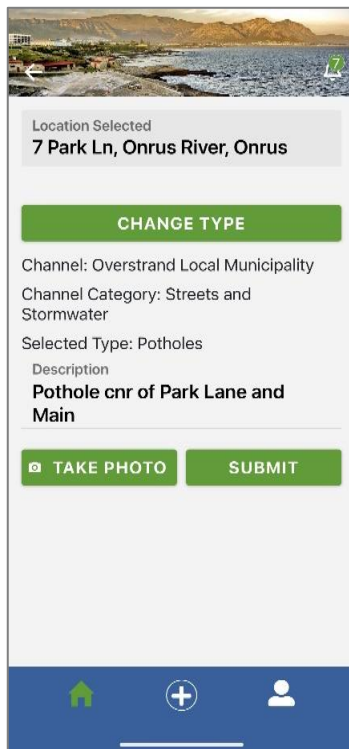 7
Location Selected
7 Park Ln, Onrus River, Onrus
CHANGE TYPE
Channel: Overstrand Local Municipality
Channel Category: Streets and
Stormwater
Selected Type: Potholes
Description
Pothole cnr of Park Lane and
Main
TAKE PHOTO
SUBMIT